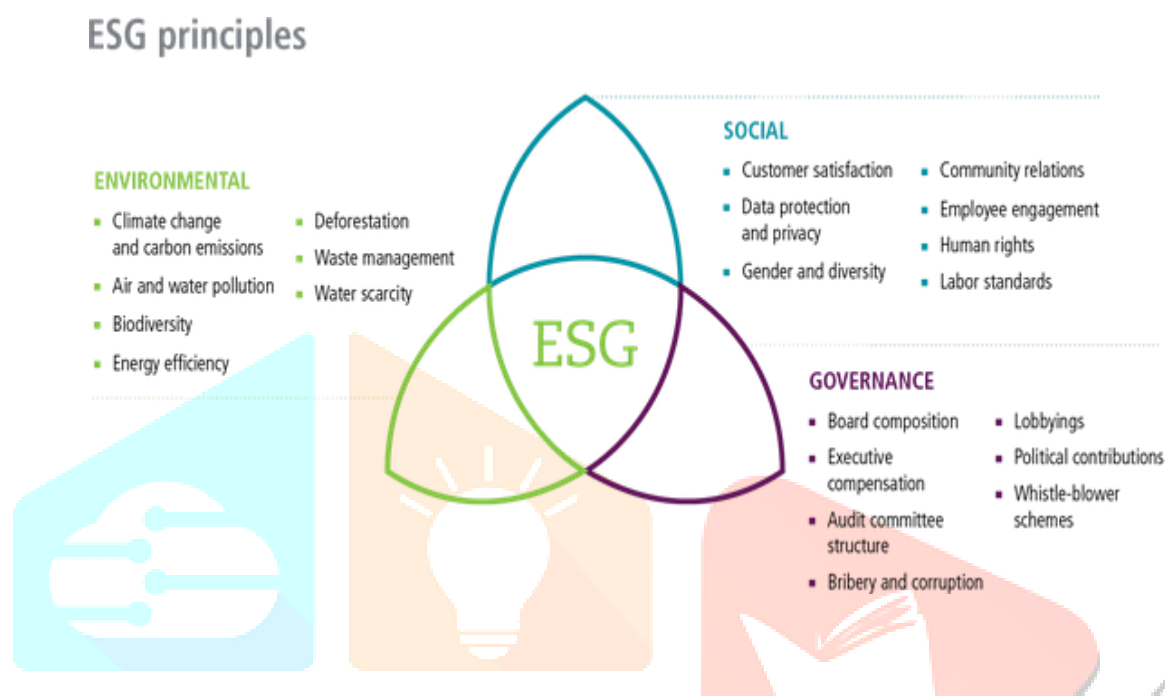 ESG principles
ENVIRONMENTAL
Climate change
and carbon emissions
Air and water pollution
Biodiversity
Energy efficiency
Deforestation
Waste management
Water scarcity
ESG
SOCIAL
Customer satisfaction
Data protection
and privacy
Gender and diversity
Community relations
Employee engagement
Human rights
Labor standards
GOVERNANCE
Board composition
Executive
compensation
Audit committee
structure
Bribery and corruption
Lobbyings
Political contributions
Whistle-blower
schemes